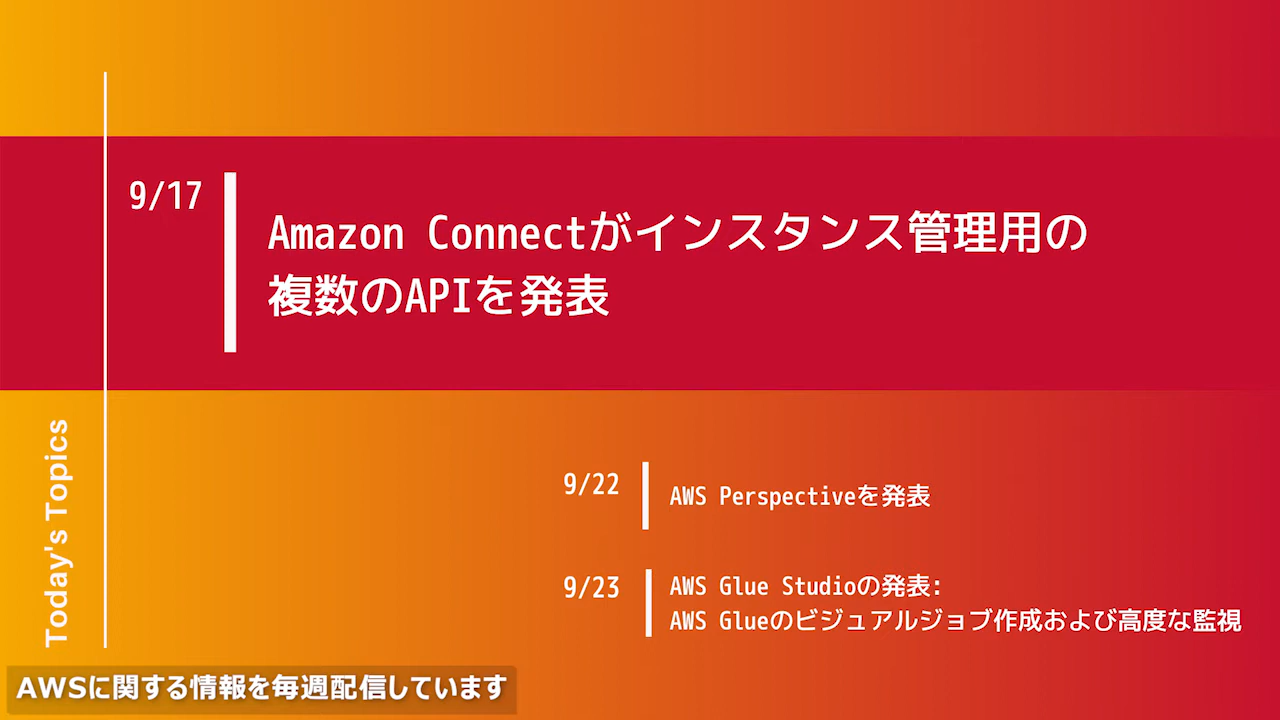 9/17
Amazon Connectがインスタンス管理用の
複数のAPIを発表
Today's Topics
9/22
AWS Perspectiveを発表
9/23
AWS Glue Studioの発表:
AWS Glueのビジュアルジョブ作成および高度な監視
AWSに関する情報を毎週配信しています